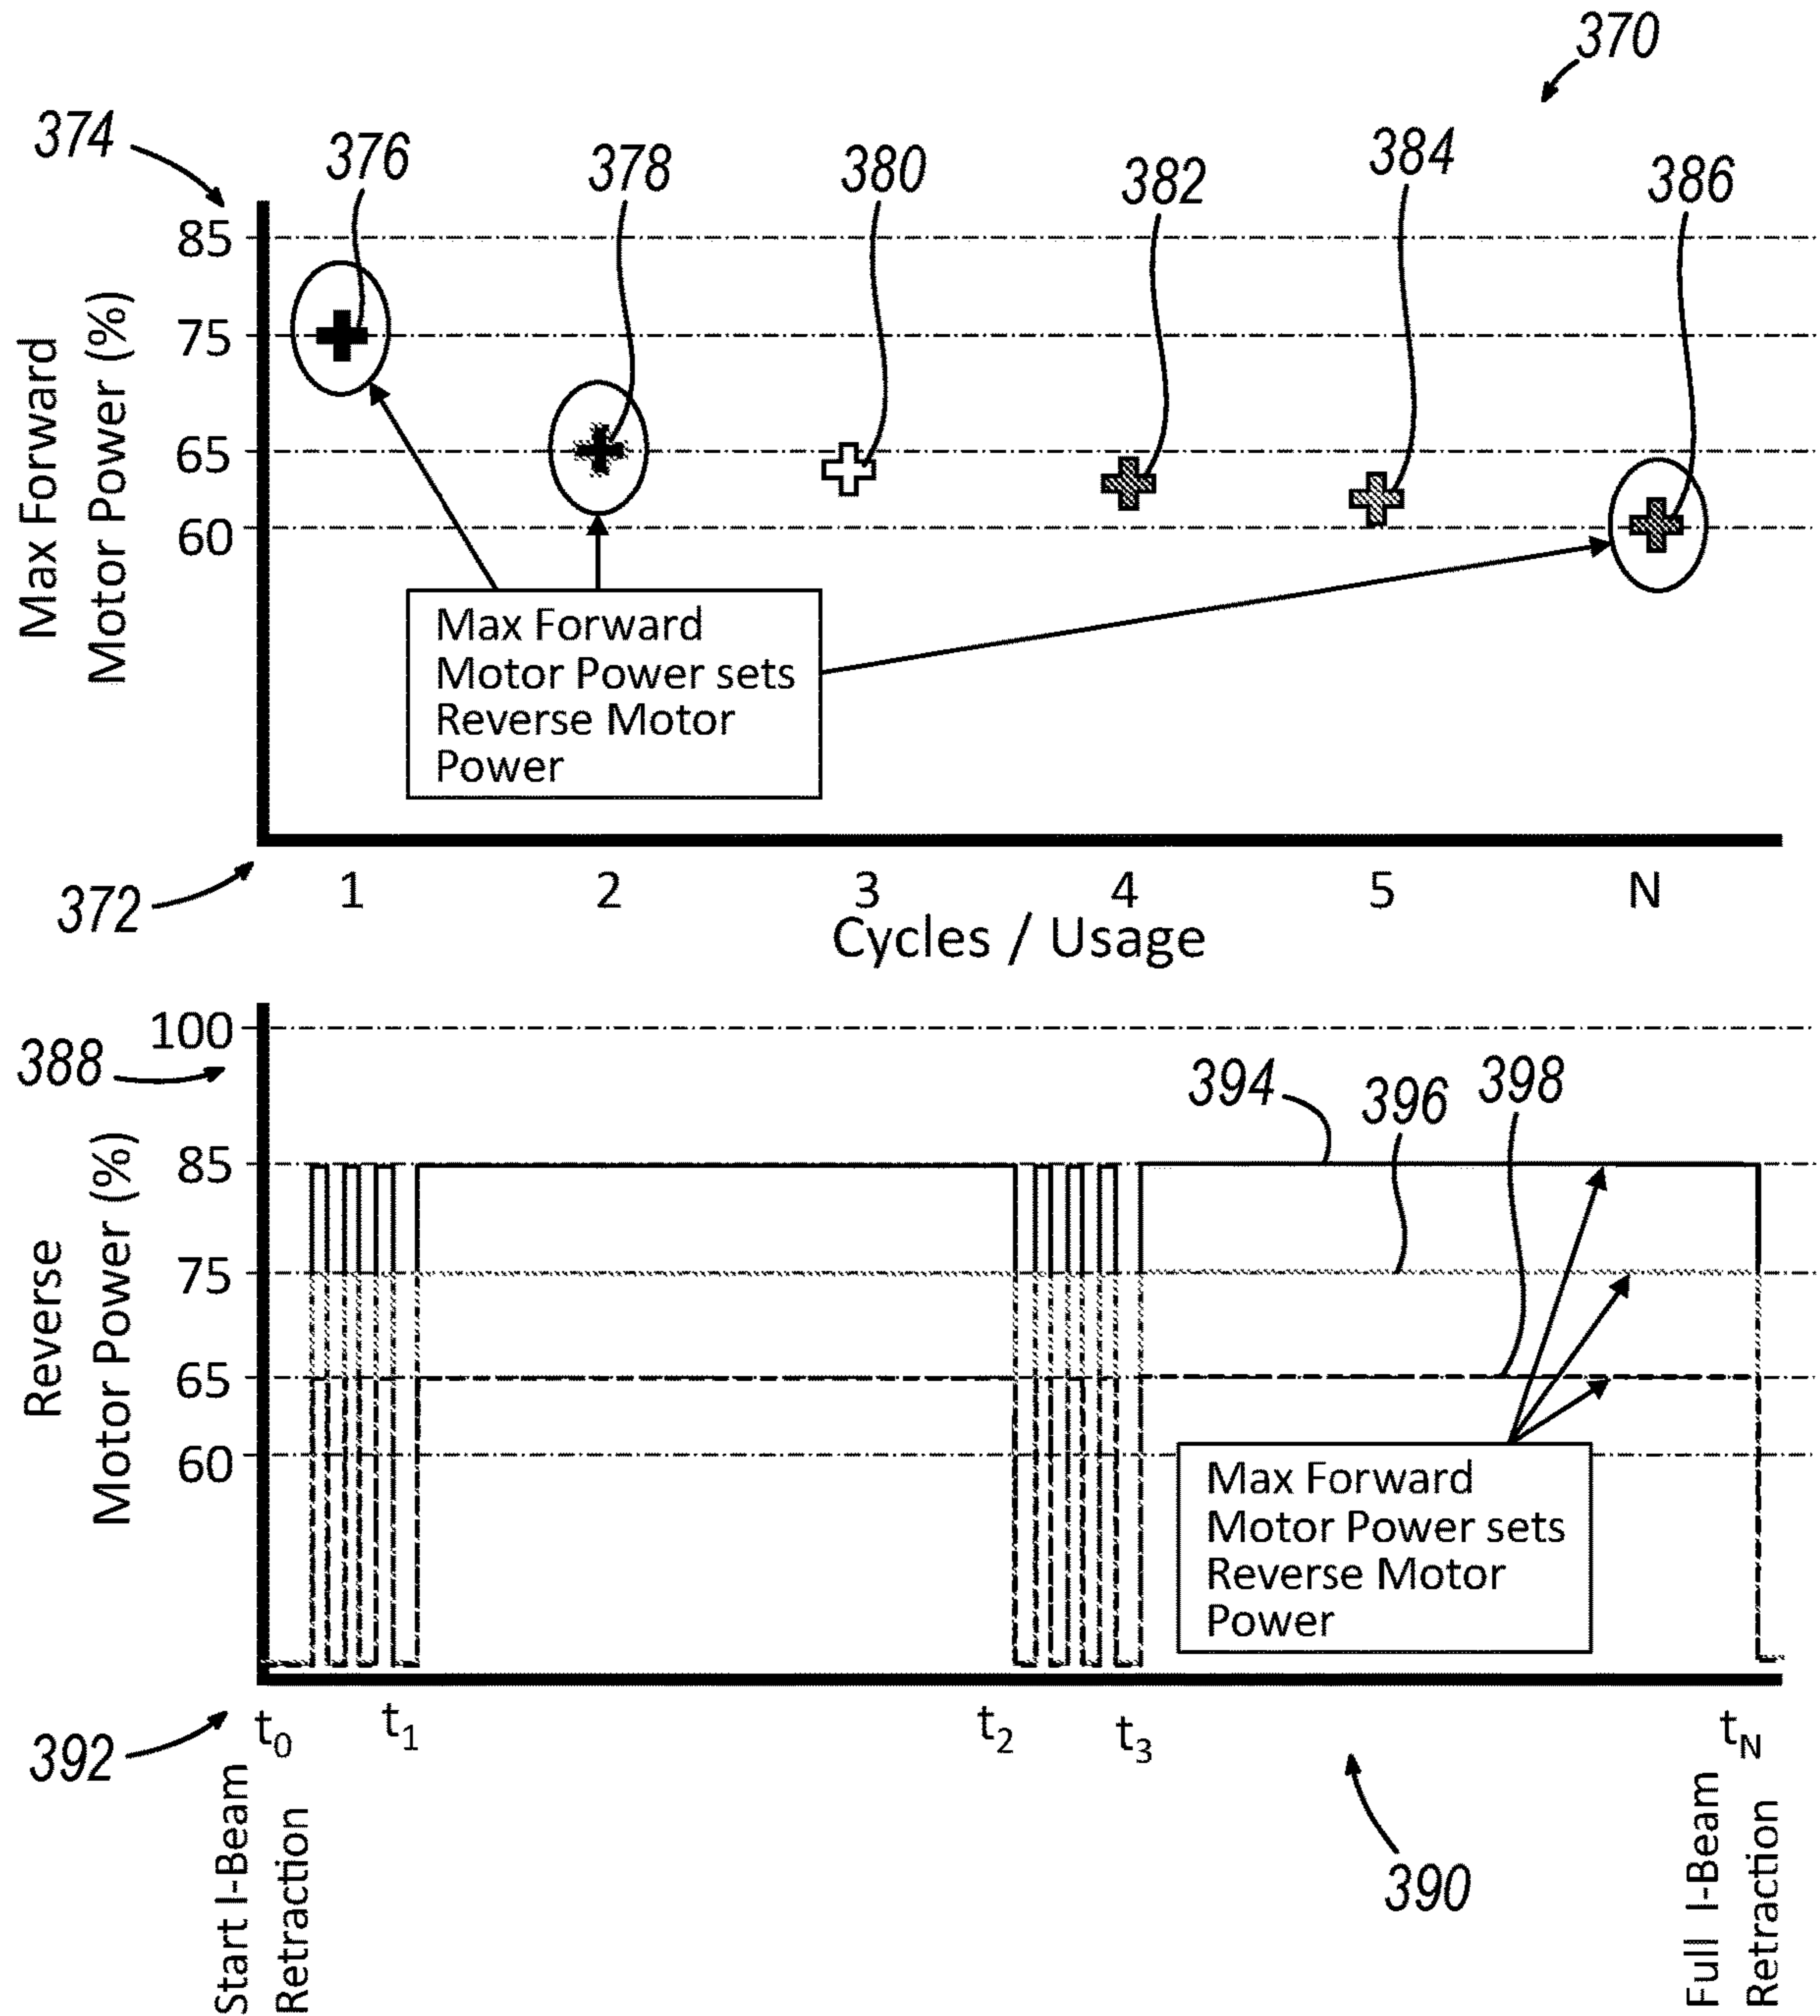 370
374
376
378
380
382
384
386
85
75
65
60
Max Forward
Motor Power (%)
Max Forward
Motor Power sets
Reverse Motor
Power
372
1 2 3 4 5 N
Cycles / Usage
388
394
396
398
100
85
75
65
60
Reverse
Motor Power (%)
Max Forward
Motor Power sets
Reverse Motor
Power
392
t0 t1 t2 t3 tN
390
Start I-Beam
Retraction
Full I-Beam
Retraction